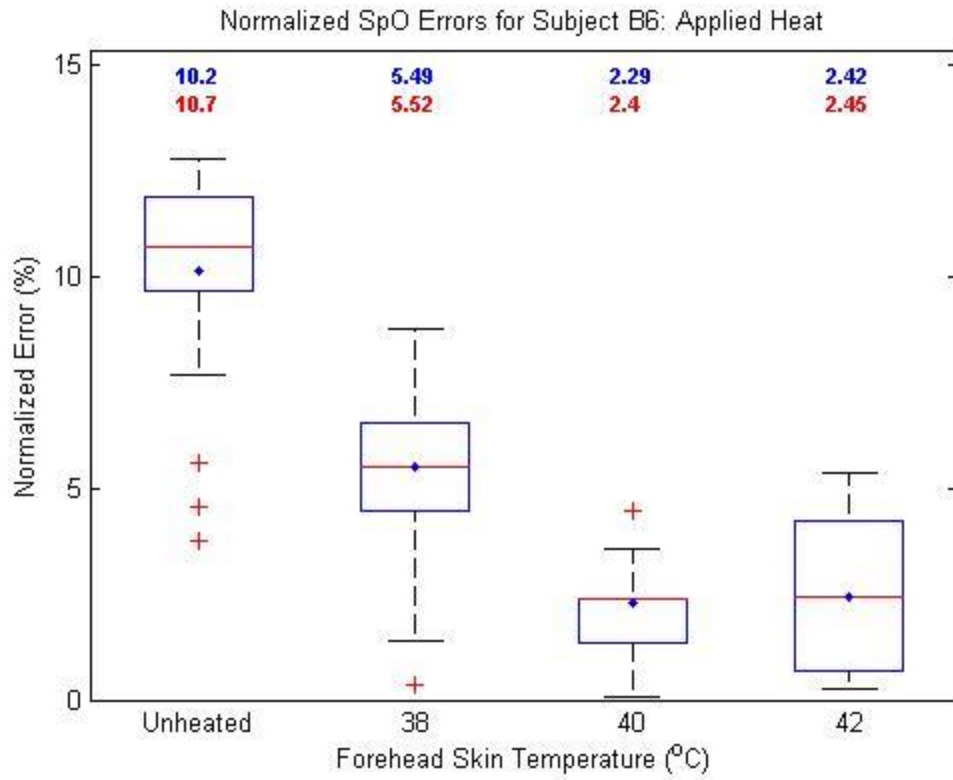 Normalized SpO Errors for Subject B6: Applied Heat
15
10.2 5.49 2.29 2.42
10.7 5.52 2.4 2.45
10
5
0
Normalized Error (%)
Unheated 38 40 42
Forehead Skin Temperature (°C)